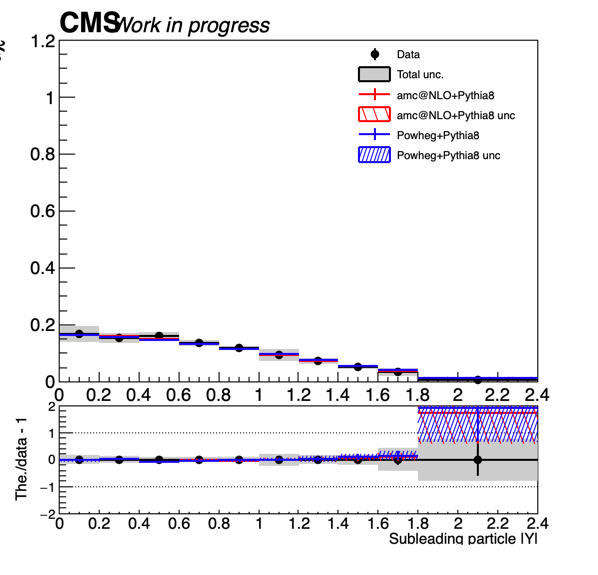 CMS Work in progress
Data
Total unc.
amc@NLO+Pythia8
amc@NLO+Pythia8 unc
Powheg+Pythia8
Powheg+Pythia8 unc
1.2
1
0.8
0.6
0.4
0.2
0
0 0.2 0.4 0.6 0.8 1 1.2 1.4 1.6 1.8 2 2.2 2.4
The./data - 1
2
1
0
−1
−2
0 0.2 0.4 0.6 0.8 1 1.2 1.4 1.6 1.8 2 2.2 2.4
Subleading particle |Y|